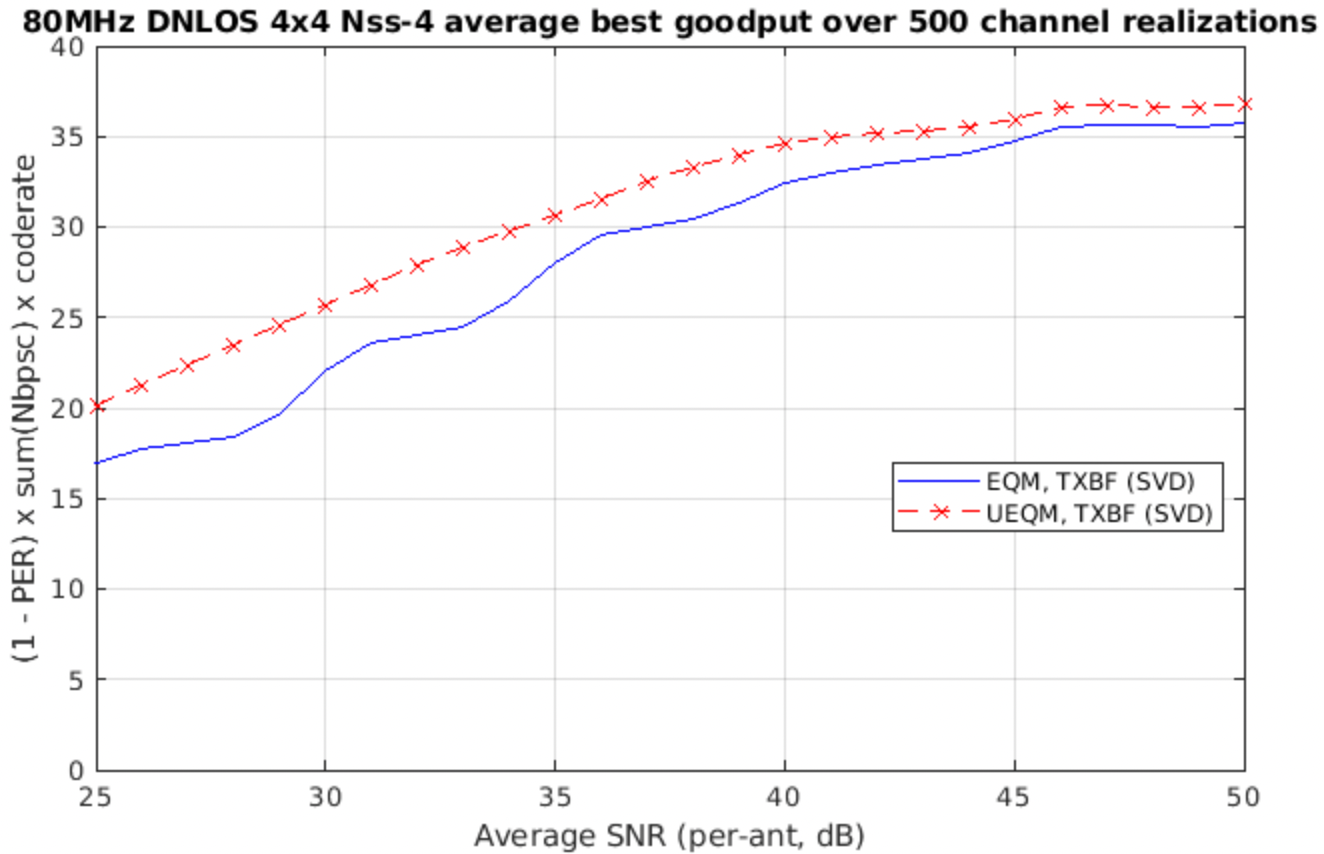 80MHz DNLOS 4x4 Nss-4 average best goodput over 500 channel realizations
40
35
30
25
20
15
10
5
0
(1 - PER) x sum(Nbpsc) x coderate
EQM, TXBF (SVD)
UEQM, TXBF (SVD)
25 30 35 40 45 50
Average SNR (per-ant, dB)